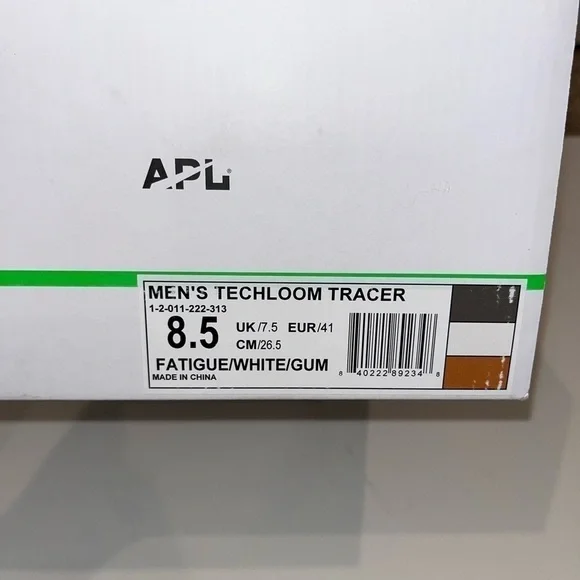 APL
MEN'S TECHLOOM TRACER
1-2-011-222-313
8.5 UK/7.5 EUR/41
CM/26.5
FATIGUE/WHITE/GUM
MADE IN CHINA
8 40222 89234 8